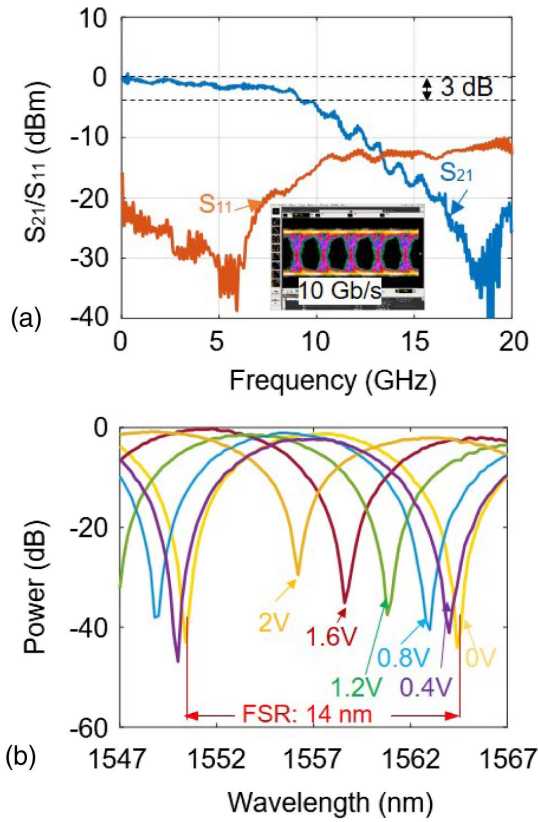 10
0
-10
-20
-30
-40
S21/S11 (dBm)
3 dB
S11
S21
10 Gb/s
(a)
0
5
10
15
20
Frequency (GHz)
0
-20
-40
-60
Power (dB)
2V
1.6V
1.2V
0.8V
0.4V
0V
FSR: 14 nm
(b)
1547
1552
1557
1562
1567
Wavelength (nm)